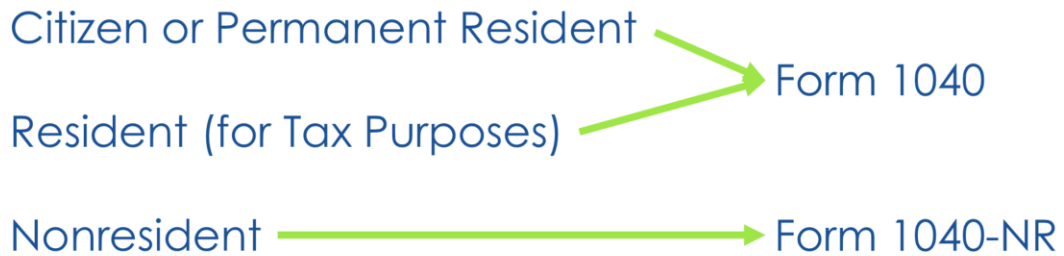 Citizen or Permanent Resident
Form 1040
Resident (for Tax Purposes)
Nonresident
Form 1040-NR